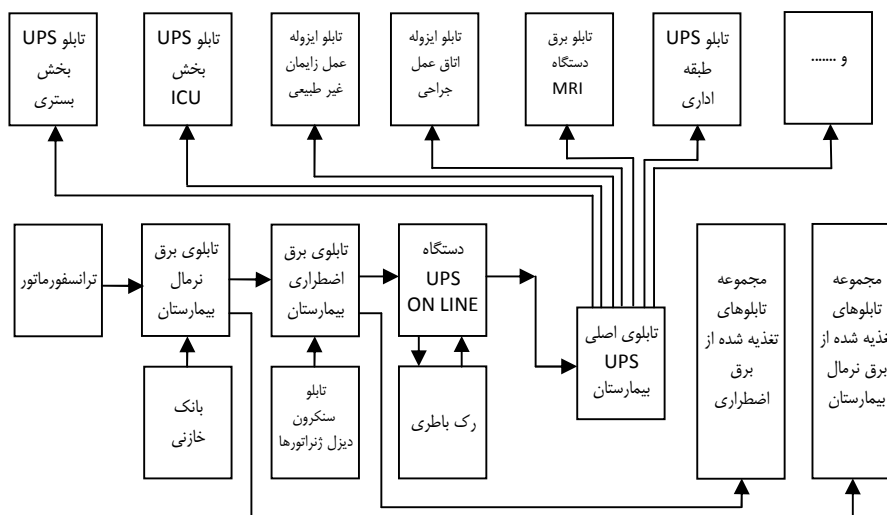 تابلو UPS
بخش
بستری
تابلو UPS
بخش
ICU
تابلو ایزوله
عمل زایمان
غیر طبیعی
تابلو ایزوله
اتاق عمل
جراحی
تابلو برق
دستگاه
MRI
تابلو UPS
طبقه
اداری
و .......
ترانسفورماتور
تابلوی برق
نرمال
بیمارستان
تابلوی برق
اضطراری
بیمارستان
دستگاه
UPS
ON LINE
تابلوی اصلی
UPS
بیمارستان
مجموعه
تابلوهای
تغذیه شده از
برق
اضطراری
مجموعه
تابلوهای
تغذیه شده از
برق نرمال
بیمارستان
بانک
خازنی
تابلو
سنکرون
دیزل ژنراتورها
رک باطری